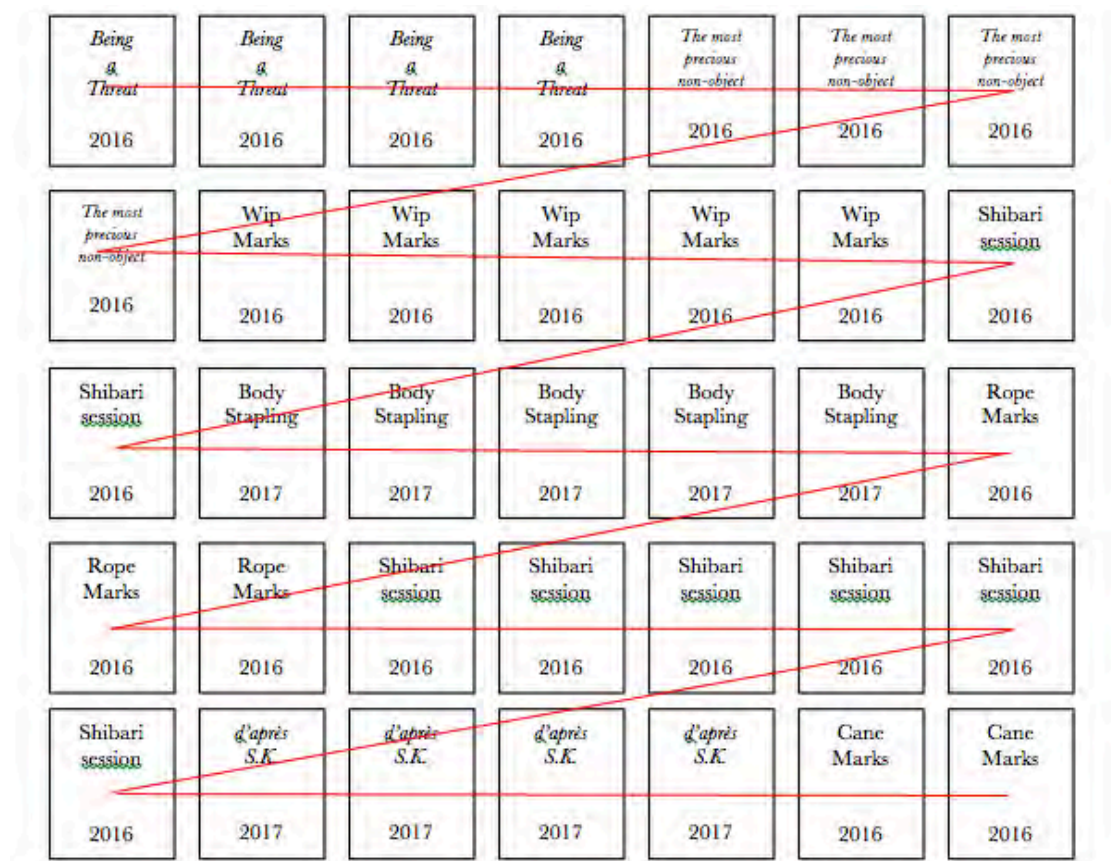 Being
a
Threat
2016
Being
a
Threat
2016
Being
a
Threat
2016
Being
a
Threat
2016
The most
precious
non-object
2016
The most
precious
non-object
2016
The most
precious
non-object
2016
The most
precious
non-object
2016
Wip
Marks
2016
Wip
Marks
2016
Wip
Marks
2016
Wip
Marks
2016
Wip
Marks
2016
Shibari
session
2016
Shibari
session
2016
Body
Stapling
2017
Body
Stapling
2017
Body
Stapling
2017
Body
Stapling
2017
Body
Stapling
2017
Rope
Marks
2016
Rope
Marks
2016
Rope
Marks
2016
Shibari
session
2016
Shibari
session
2016
Shibari
session
2016
Shibari
session
2016
Shibari
session
2016
Shibari
session
2016
d'après
S.K.
2017
d'après
S.K.
2017
d'après
S.K.
2017
d'après
S.K.
2017
Cane
Marks
2016
Cane
Marks
2016